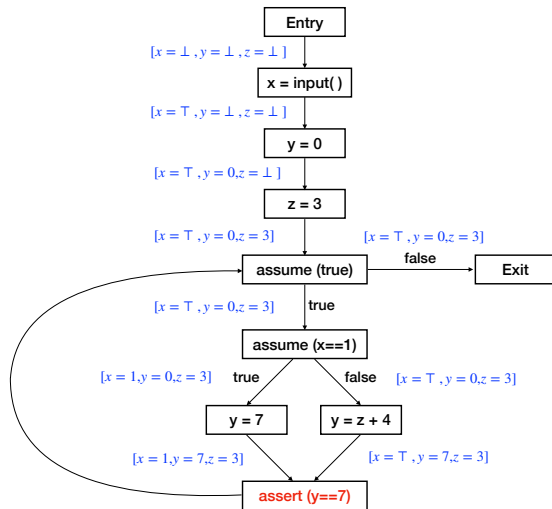 Entry
[x = ⊥ , y = ⊥ , z = ⊥ ]
x = input( )
[x = ⊤ , y = ⊥ , z = ⊥ ]
y = 0
[x = ⊤ , y = 0,z = ⊥ ]
z = 3
[x = ⊤ , y = 0,z = 3]
[x = ⊤ , y = 0,z = 3]
assume (true)
false
Exit
[x = ⊤ , y = 0,z = 3]
true
assume (x==1)
[x = 1,y = 0,z = 3]
true
false
[x = ⊤ , y = 0,z = 3]
y = 7
y = z + 4
[x = 1,y = 7,z = 3]
[x = ⊤ , y = 7,z = 3]
assert (y==7)